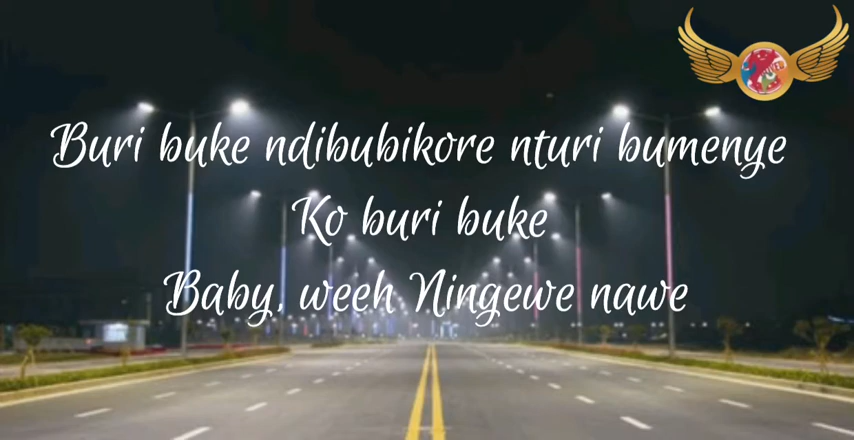 Buri buke ndibubikore nturi bumenye
Ko buri buke
Baby, weeh Ningewe nawe